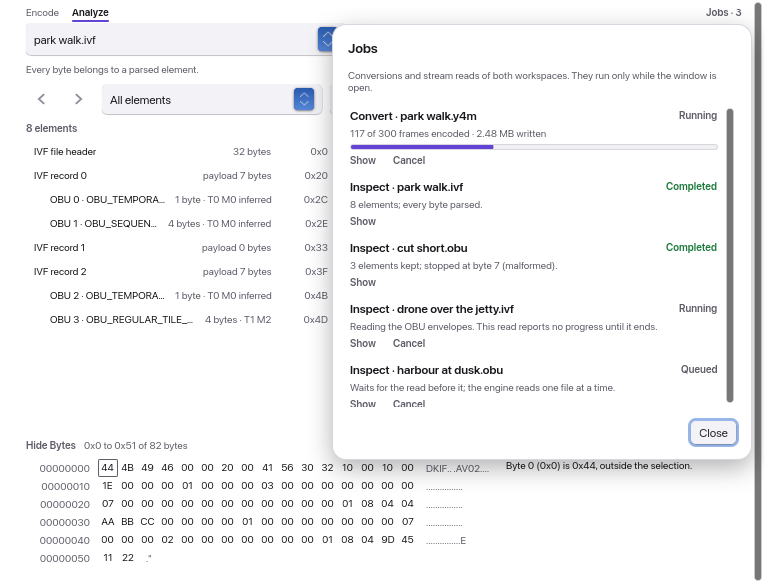 Encode Analyze Jobs · 3
park walk.ivf
Every byte belongs to a parsed element.
All elements
8 elements
IVF file header 32 bytes 0x0
IVF record 0 payload 7 bytes 0x20
OBU 0 · OBU_TEMPORA... 1 byte · T0 M0 inferred 0x2C
OBU 1 · OBU_SEQUEN... 4 bytes · T0 M0 inferred 0x2E
IVF record 1 payload 0 bytes 0x33
IVF record 2 payload 7 bytes 0x3F
OBU 2 · OBU_TEMPORA... 1 byte · T0 M0 inferred 0x4B
OBU 3 · OBU_REGULAR_TILE_... 4 bytes · T1 M2 0x4D
Jobs
Conversions and stream reads of both workspaces. They run only while the window is
open.
Convert · park walk.y4m Running
117 of 300 frames encoded · 2.48 MB written
Show Cancel
Inspect · park walk.ivf Completed
8 elements; every byte parsed.
Show
Inspect · cut short.obu Completed
3 elements kept; stopped at byte 7 (malformed).
Show
Inspect · drone over the jetty.ivf Running
Reading the OBU envelopes. This read reports no progress until it ends.
Show Cancel
Inspect · harbour at dusk.obu Queued
Waits for the read before it; the engine reads one file at a time.
Show Cancel
Close
Hide Bytes 0x0 to 0x51 of 82 bytes
00000000 44 4B 49 46 00 00 20 00 41 56 30 32 10 00 10 00 DKIF.. .AV02....
Byte 0 (0x0) is 0x44, outside the selection.
00000010 1E 00 00 00 01 00 00 00 03 00 00 00 00 00 00 00 ................
00000020 07 00 00 00 00 00 00 00 00 00 00 00 01 08 04 04 ................
00000030 AA BB CC 00 00 00 00 01 00 00 00 00 00 00 00 07 ................
00000040 00 00 00 02 00 00 00 00 00 00 00 01 08 04 9D 45 ...............E
00000050 11 22 ."